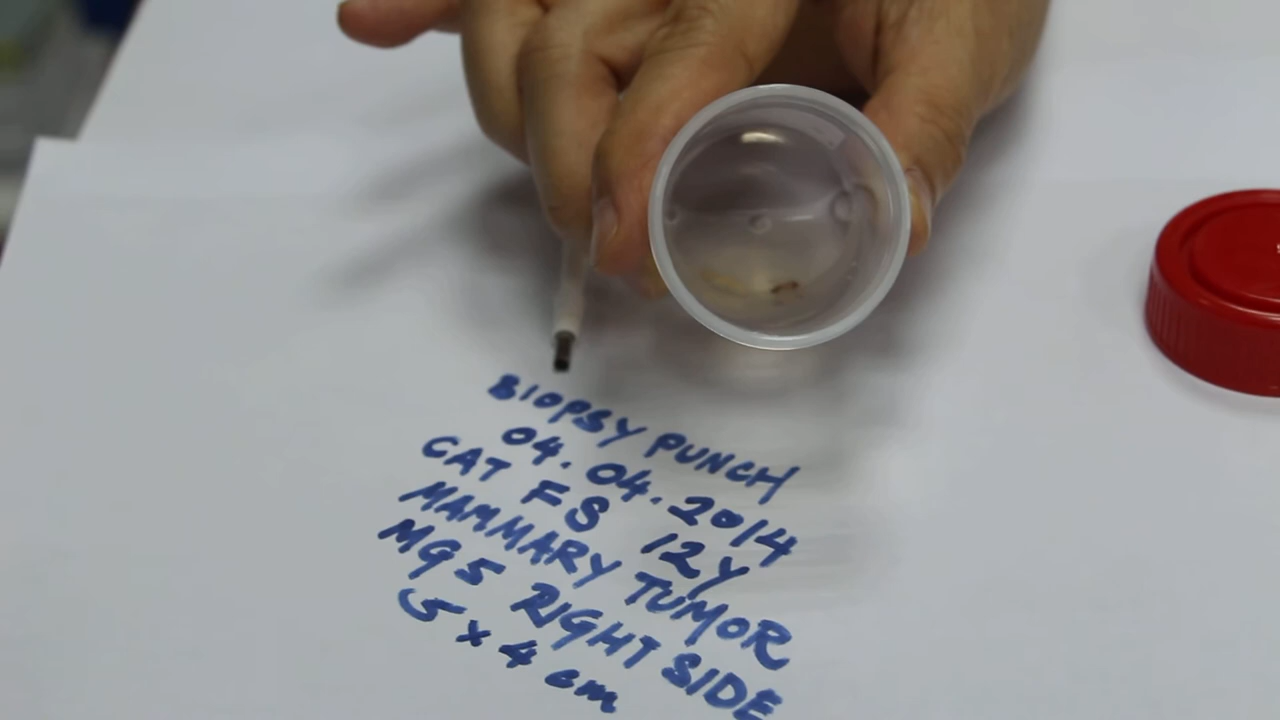 BIOPSY PUNCH
04.04.2014
CAT FS 12Y
MAMMARY TUMOR
MG5 RIGHT SIDE
5 x 4 cm